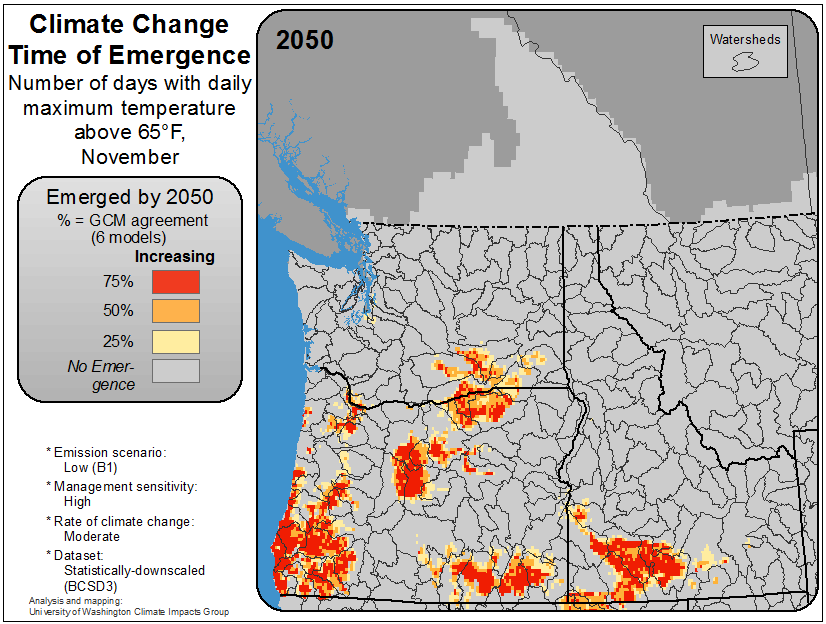 Climate Change
Time of Emergence
Number of days with daily
maximum temperature
above 65°F,
November
Emerged by 2050
% = GCM agreement
(6 models)
Increasing
75%
50%
25%
No Emer-
gence
* Emission scenario:
Low (B1)
* Management sensitivity:
High
* Rate of climate change:
Moderate
* Dataset:
Statistically-downscaled
(BCSD3)
Analysis and mapping:
University of Washington Climate Impacts Group
2050
Watersheds